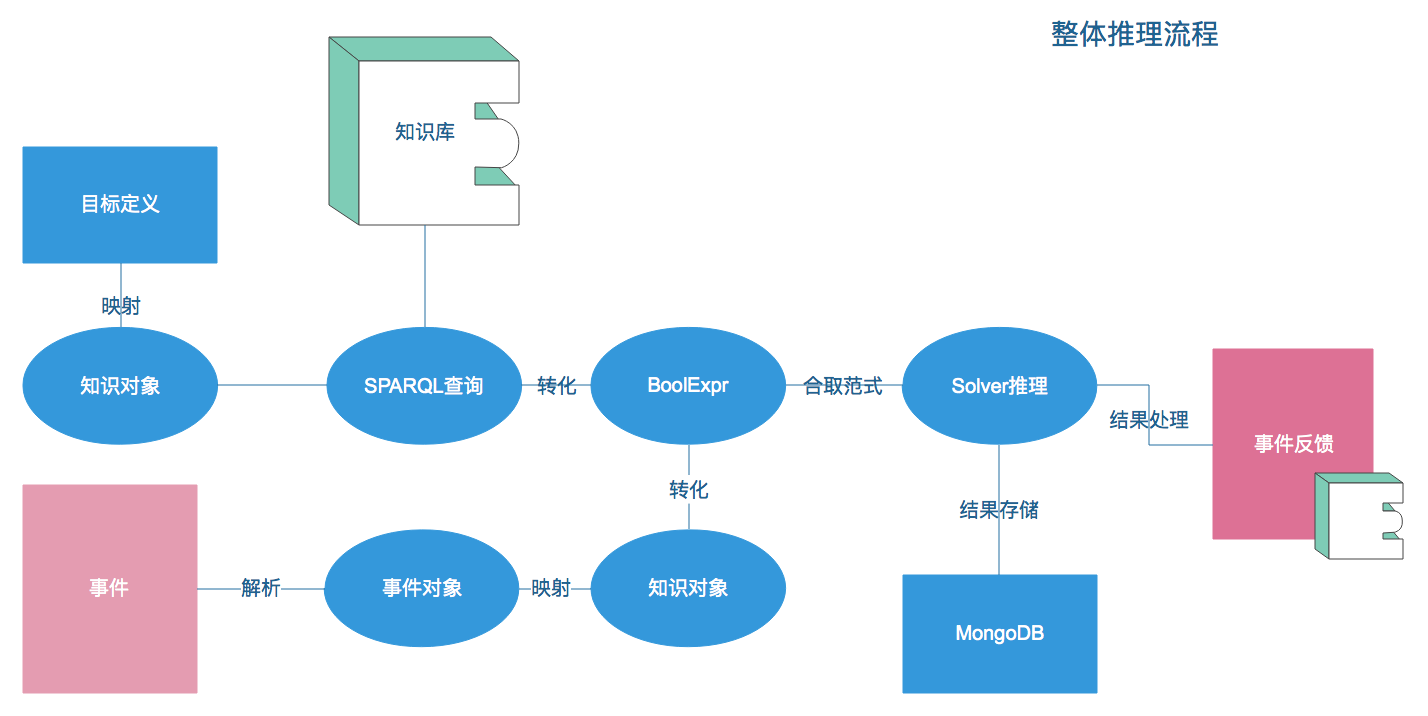 整体推理流程
知识库
目标定义
映射
知识对象
SPARQL查询
转化
BoolExpr
合取范式
Solver推理
结果处理
事件反馈
转化
结果存储
事件
解析
事件对象
映射
知识对象
MongoDB